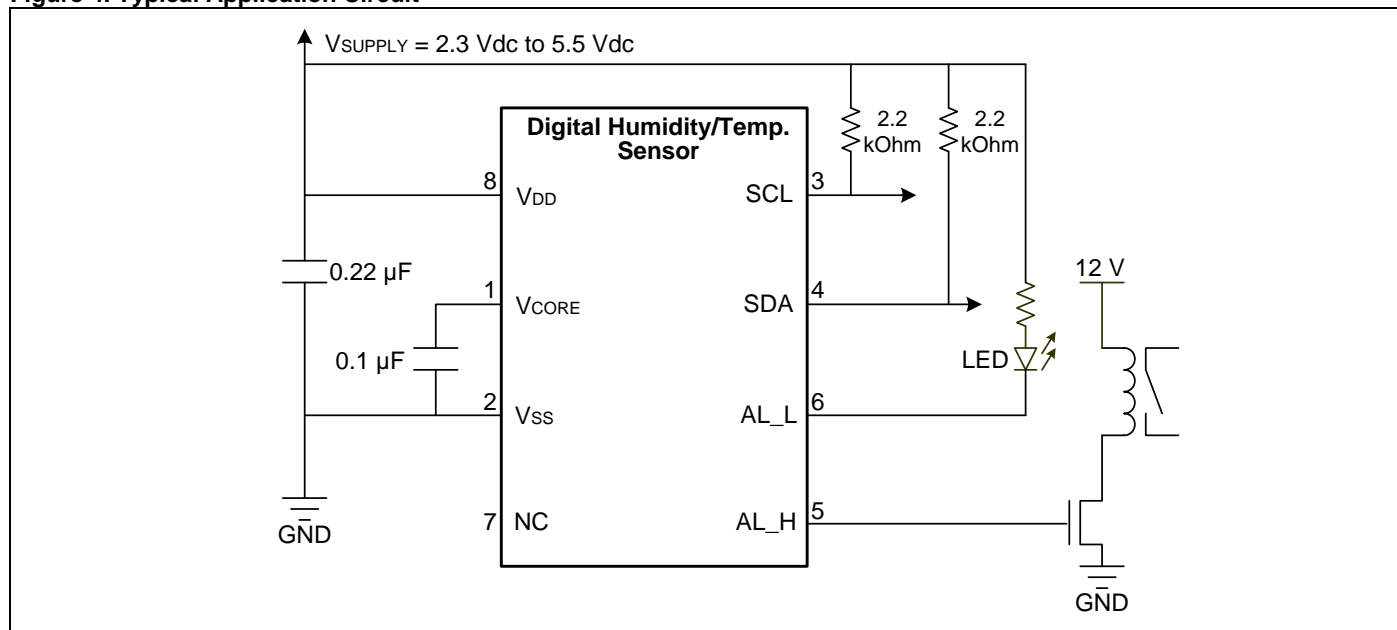 VSUPPLY = 2.3 Vdc to 5.5 Vdc
Digital Humidity/Temp.
Sensor
2.2
kOhm
2.2
kOhm
8
VDD
SCL
3
0.22 µF
1
VCORE
SDA
4
12 V
0.1 µF
LED
2
VSS
AL_L
6
7
NC
AL_H
5
GND
GND